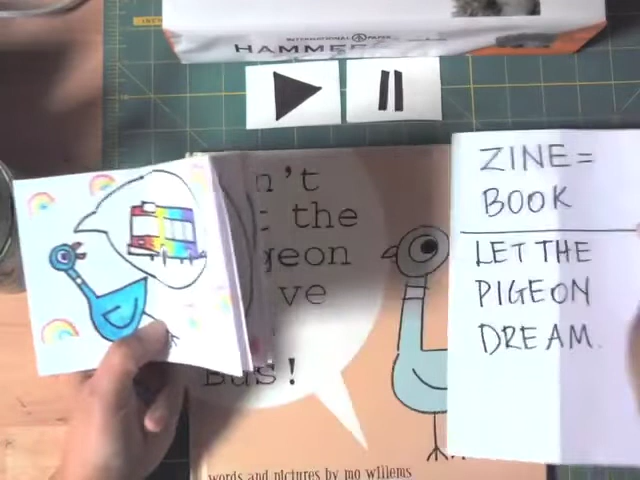 INTERNATIONAL PAPER
HAMMER
ZINE=
BOOK
LET THE
PIGEON
DREAM.
n't
the
geon
ve
Bus!
words and pictures by mo willems